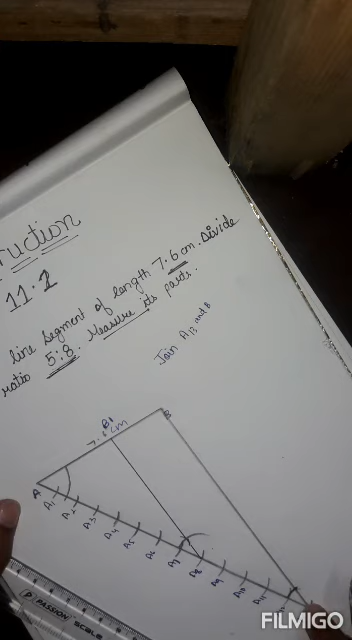 ruction
11.1
line segment of length 7.6 cm. Divide
ratio 5:8. Measure its parts.
Join A13 and B
B
B1
7.6 cm
A
A1
A2
A3
A4
A5
A6
A7
A8
A9
A10
A11
PASSION SCALE
FILMIGO